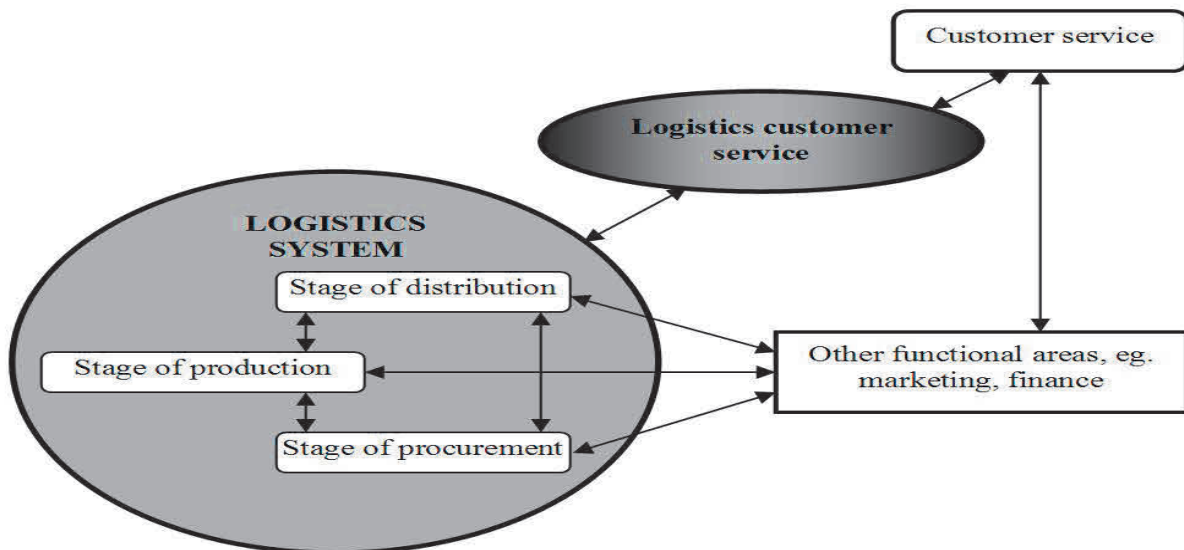 Customer service
Logistics customer
service
LOGISTICS
SYSTEM
Stage of distribution
Stage of production
Stage of procurement
Other functional areas, eg.
marketing, finance